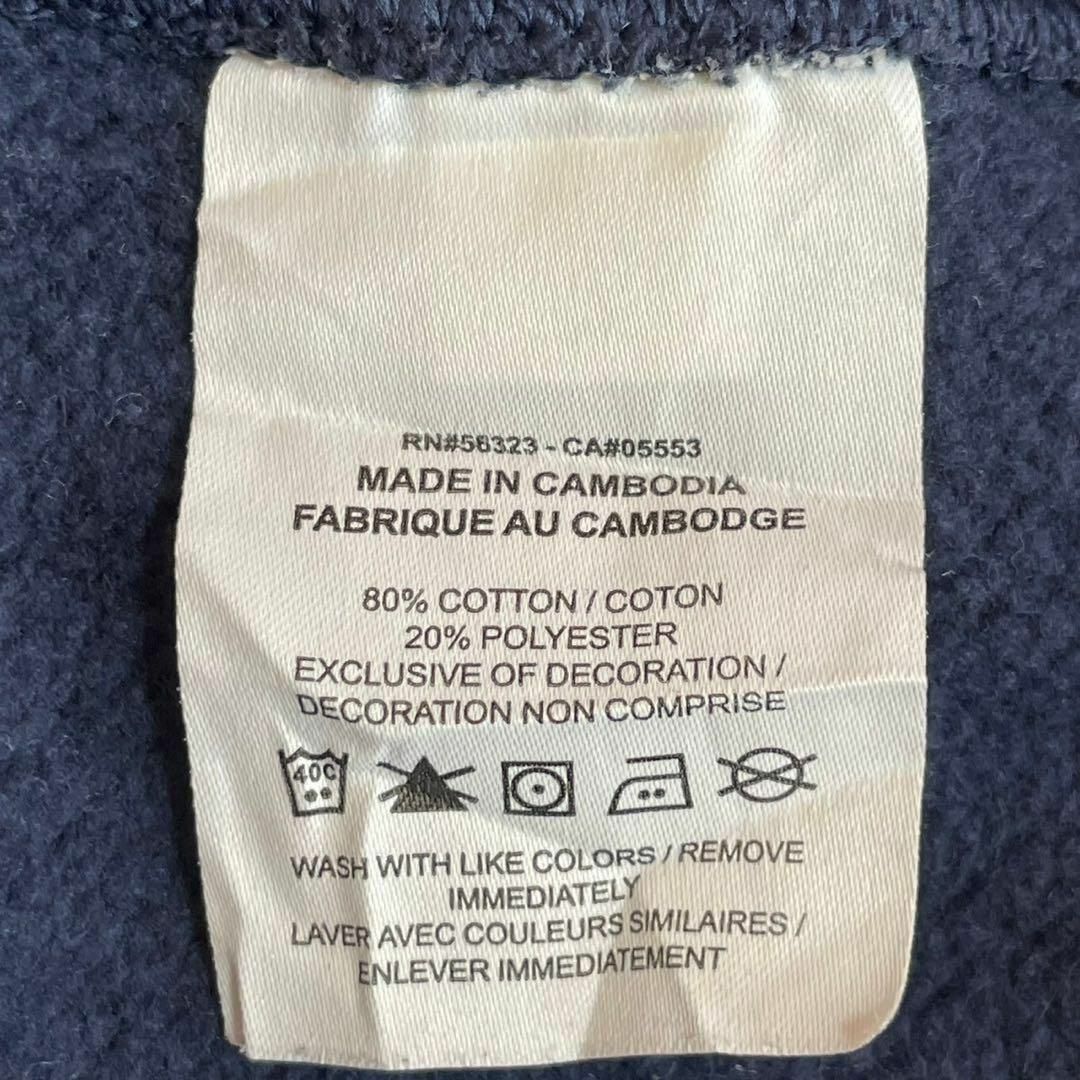 RN#56323 - CA#05553
MADE IN CAMBODIA
FABRIQUE AU CAMBODGE
80% COTTON / COTON
20% POLYESTER
EXCLUSIVE OF DECORATION /
DECORATION NON COMPRISE
40C
WASH WITH LIKE COLORS / REMOVE
IMMEDIATELY
LAVER AVEC COULEURS SIMILAIRES /
ENLEVER IMMEDIATEMENT